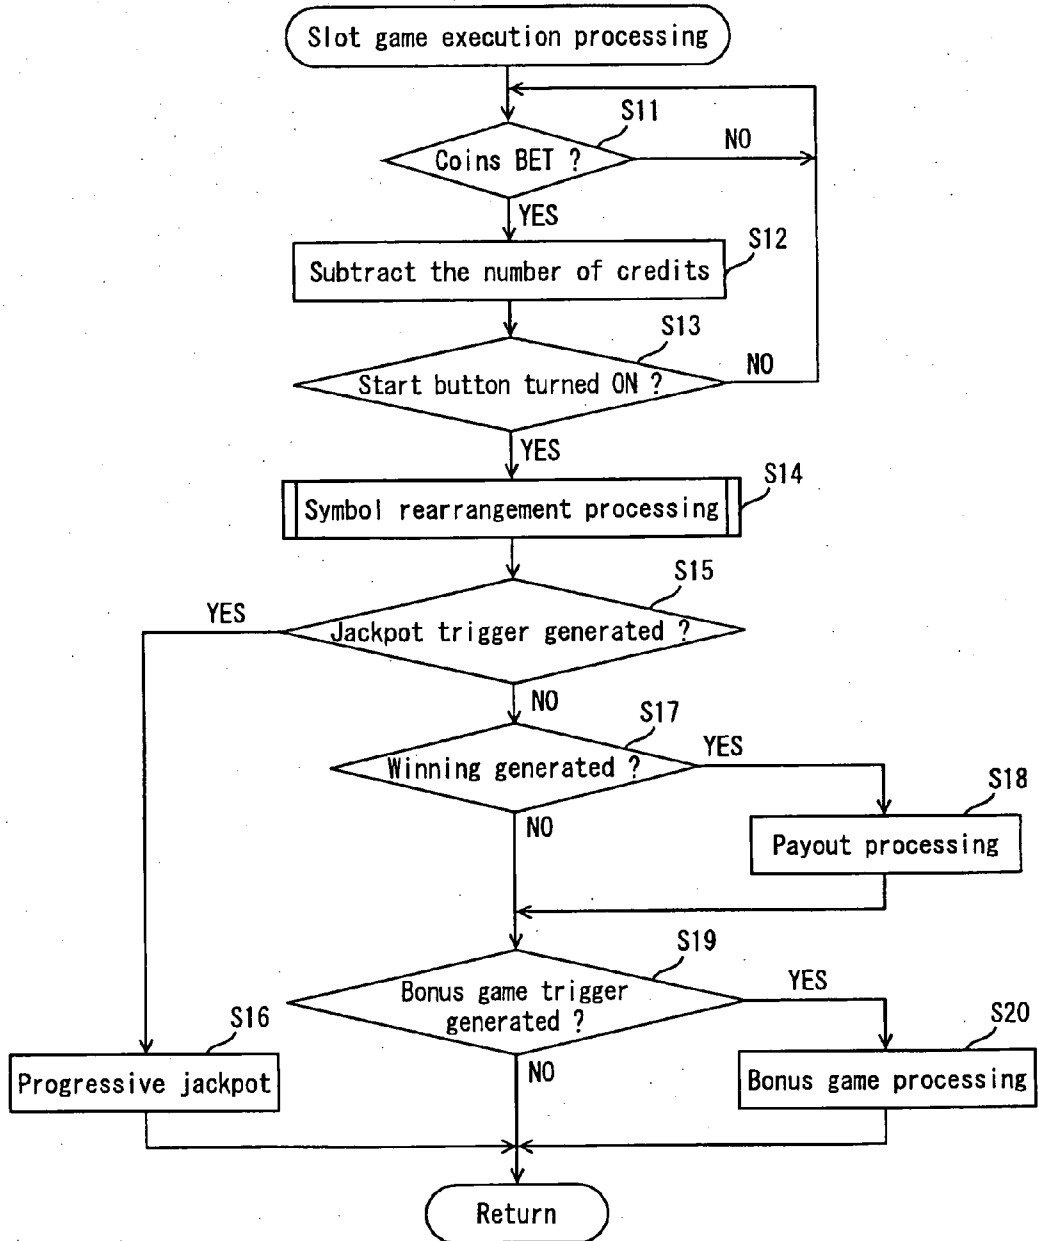 Slot game execution processing
S11
Coins BET ?
NO
YES
S12
Subtract the number of credits
S13
Start button turned ON ?
NO
YES
S14
Symbol rearrangement processing
S15
YES
Jackpot trigger generated ?
NO
S17
Winning generated ?
YES
NO
S18
Payout processing
S19
Bonus game trigger
generated ?
YES
NO
S16
Progressive jackpot
S20
Bonus game processing
Return